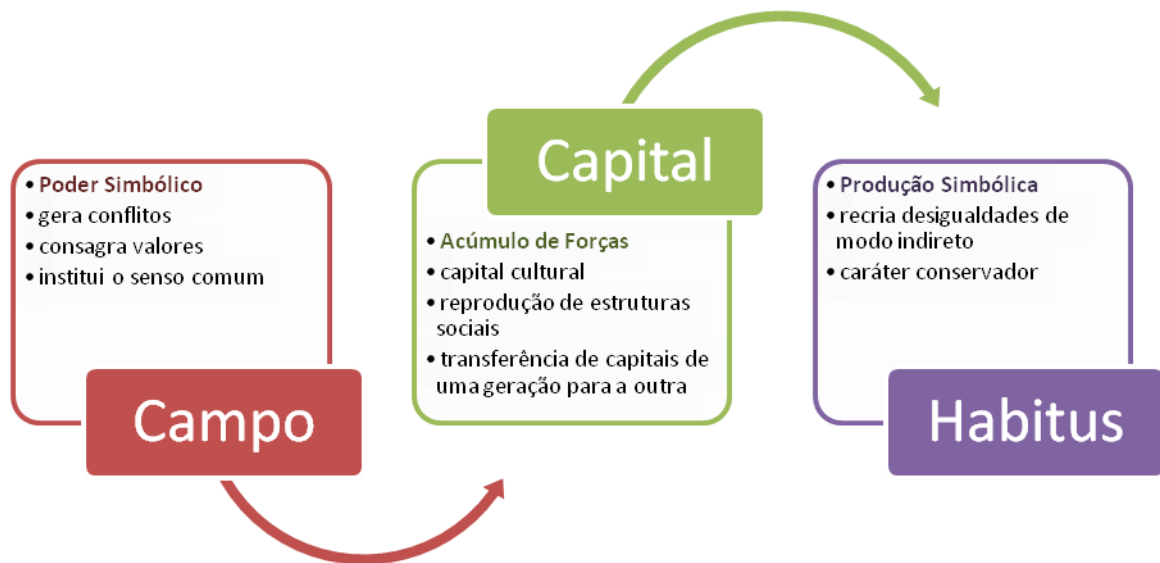 • Poder Simbólico
• gera conflitos
• consagra valores
• institui o senso comum
Campo
Capital
• Acúmulo de Forças
• capital cultural
• reprodução de estruturas
sociais
• transferência de capitais de
uma geração para a outra
• Produção Simbólica
• recria desigualdades de
modo indireto
• caráter conservador
Habitus